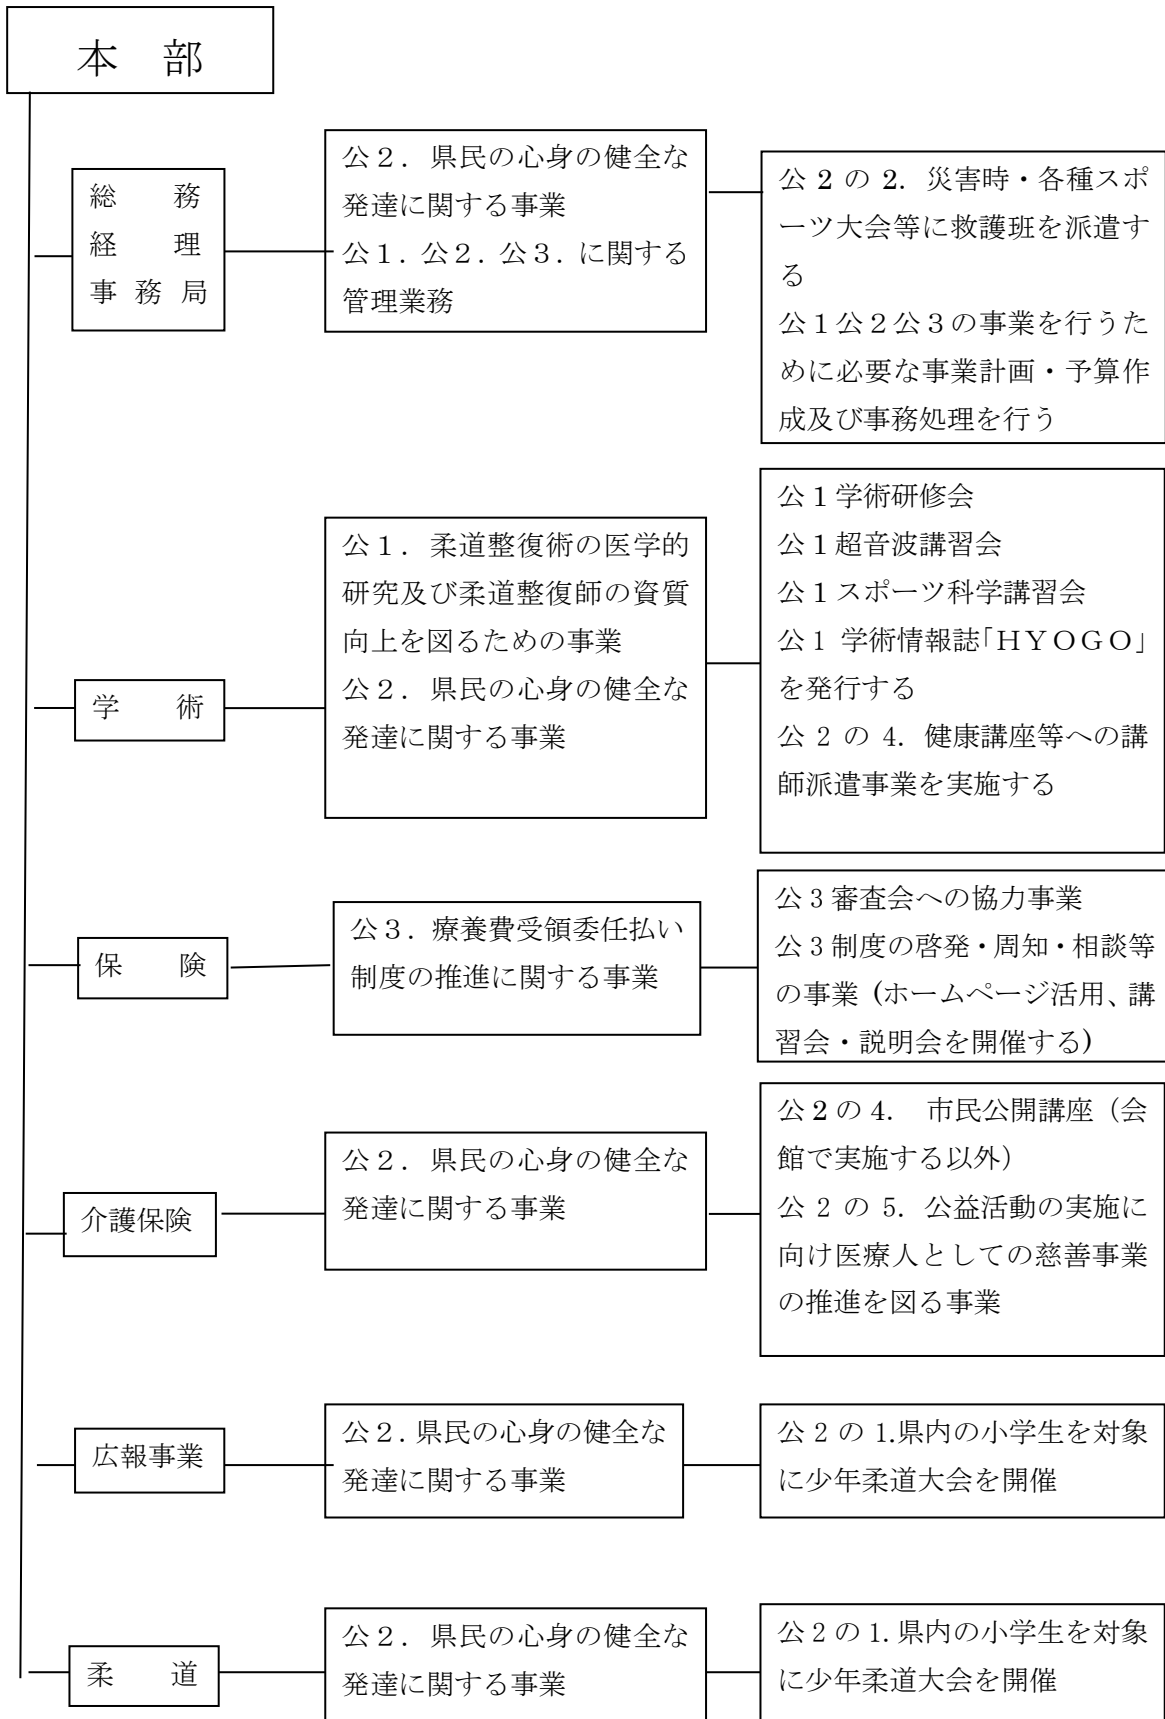 本　部
総　　務
経　　理
事 務 局
公２．県民の心身の健全な
発達に関する事業
公１．公２．公３．に関する
管理業務
公 2 の 2．災害時・各種スポ
ーツ大会等に救護班を派遣す
る
公１公２公３の事業を行うた
めに必要な事業計画・予算作
成及び事務処理を行う
学　　術
公１．柔道整復術の医学的
研究及び柔道整復師の資質
向上を図るための事業
公２．県民の心身の健全な
発達に関する事業
公 1 学術研修会
公 1 超音波講習会
公 1 スポーツ科学講習会
公 1 学術情報誌「ＨＹＯＧＯ」
を発行する
公 2 の 4．健康講座等への講
師派遣事業を実施する
保　　険
公３．療養費受領委任払い
制度の推進に関する事業
公 3 審査会への協力事業
公 3 制度の啓発・周知・相談等
の事業 (ホームページ活用、講
習会・説明会を開催する)
介護保険
公２．県民の心身の健全な
発達に関する事業
公 2 の 4．　市民公開講座（会
館で実施する以外）
公 2 の 5．公益活動の実施に
向け医療人としての慈善事業
の推進を図る事業
広報事業
公２.県民の心身の健全な
発達に関する事業
公 2 の 1.県内の小学生を対象
に少年柔道大会を開催
柔　　道
公２．県民の心身の健全な
発達に関する事業
公 2 の 1.県内の小学生を対象
に少年柔道大会を開催